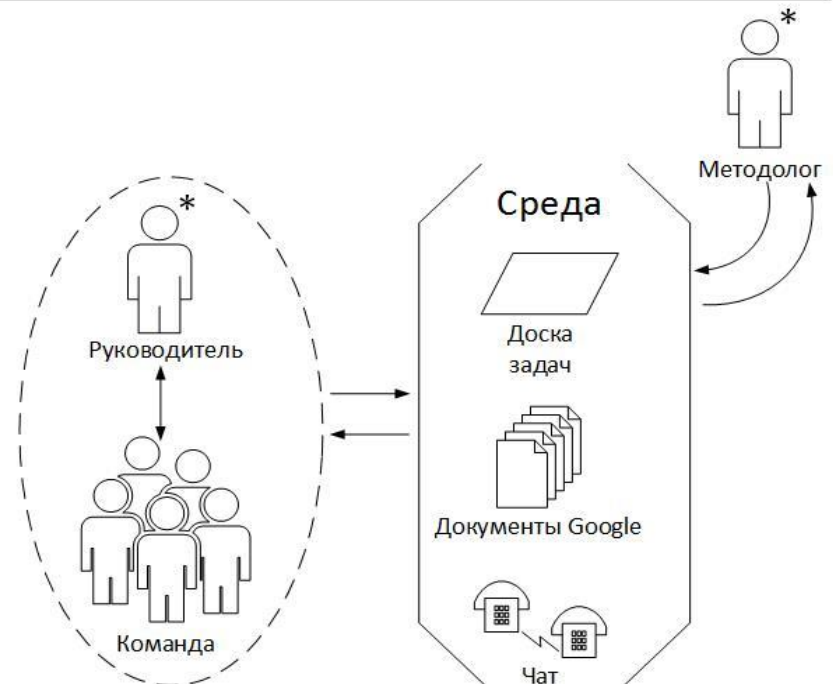 *
Методолог
Среда
*
Доска
задач
Руководитель
Документы Google
Команда
Чат